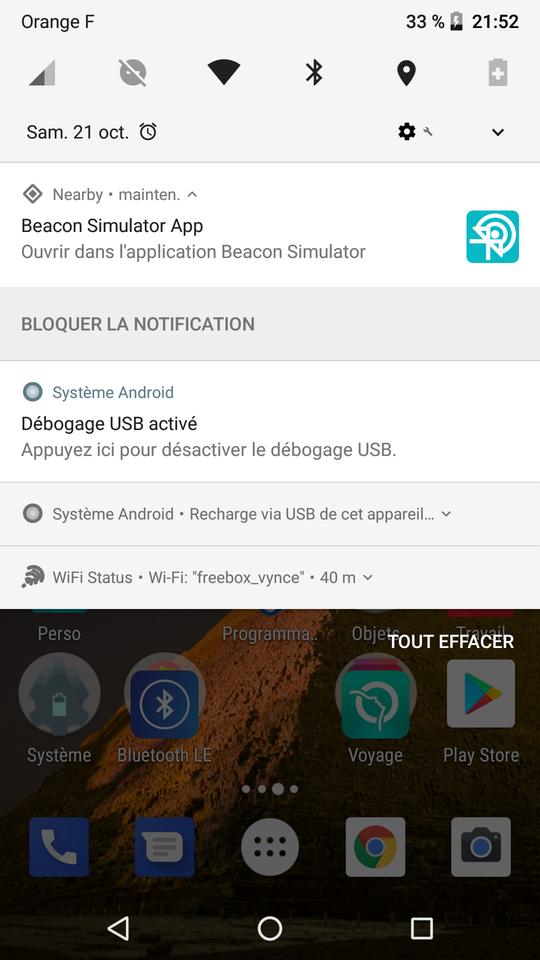 Orange F
33 % 21:52
Sam. 21 oct.
Nearby • mainten.
Beacon Simulator App
Ouvrir dans l'application Beacon Simulator
BLOQUER LA NOTIFICATION
Système Android
Débogage USB activé
Appuyez ici pour désactiver le débogage USB.
Système Android • Recharge via USB de cet appareil…
WiFi Status • Wi-Fi: "freebox_vynce" • 40 m
Perso Programma.. Objets Travail
TOUT EFFACER
Système Bluetooth LE Voyage Play Store